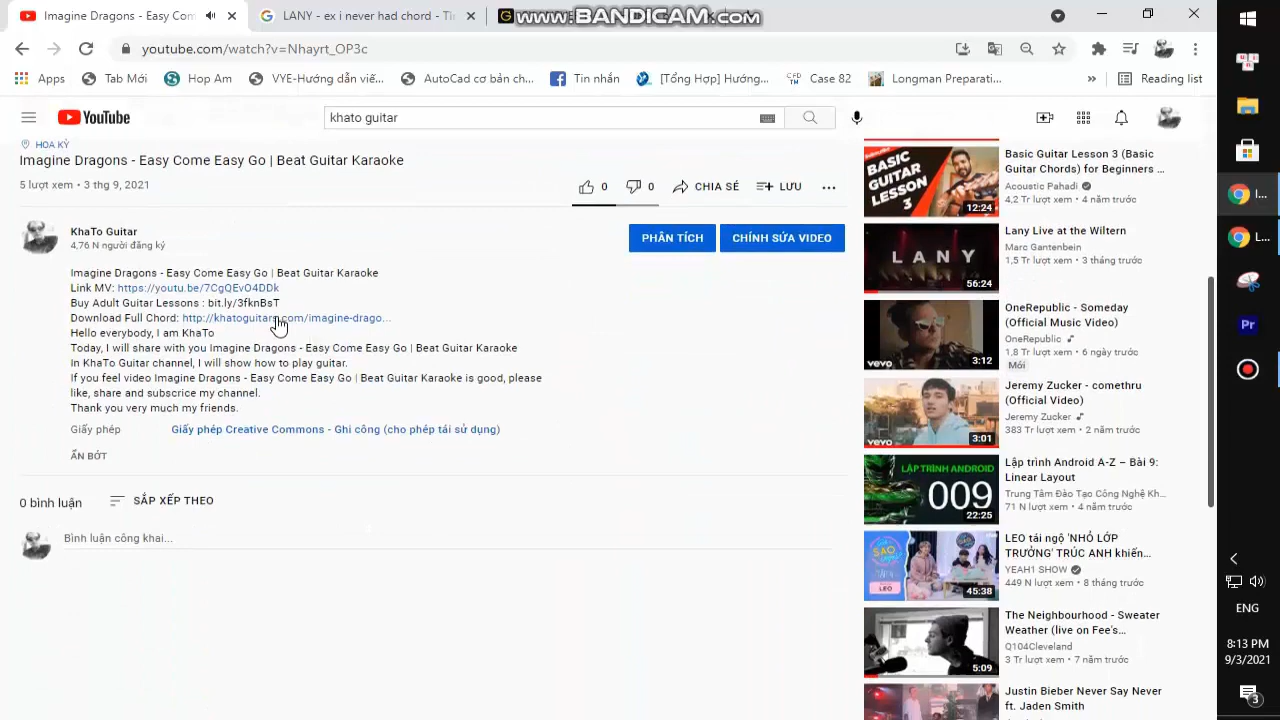 www.BANDICAM.com
Imagine Dragons - Easy Come
LANY - ex i never had chord - Ti
youtube.com/watch?v=Nhayrt_OP3c
Apps
Tab Mới
Hop Am
VYE-Hướng dẫn viế...
AutoCad cơ bản ch...
Tin nhắn
[Tổng Hợp] Hướng...
Case 82
Longman Preparati...
»
Reading list
YouTube
khato guitar
HOA KỲ
Imagine Dragons - Easy Come Easy Go | Beat Guitar Karaoke
5 lượt xem • 3 thg 9, 2021
0
0
CHIA SẺ
LƯU
KhaTo Guitar
4,76 N người đăng ký
PHÂN TÍCH
CHỈNH SỬA VIDEO
Imagine Dragons - Easy Come Easy Go | Beat Guitar Karaoke
Link MV: https://youtu.be/7CgQEvO4DDk
Buy Adult Guitar Lessons : bit.ly/3fknBsT
Download Full Chord: http://khatoguitar.com/imagine-drago...
Hello everybody, I am KhaTo
Today, I will share with you Imagine Dragons - Easy Come Easy Go | Beat Guitar Karaoke
In KhaTo Guitar channel, I will show how to play guitar.
If you feel video Imagine Dragons - Easy Come Easy Go | Beat Guitar Karaoke is good, please
like, share and subscrice my channel.
Thank you very much my friends.
Giấy phép
Giấy phép Creative Commons - Ghi công (cho phép tái sử dụng)
ẨN BỚT
0 bình luận
SẮP XẾP THEO
Bình luận công khai...
BASIC
GUITAR
LESSON
3
12:24
Basic Guitar Lesson 3 (Basic
Guitar Chords) for Beginners ...
Acoustic Pahadi
4,2 Tr lượt xem • 4 năm trước
LANY
56:24
Lany Live at the Wiltern
Marc Gantenbein
1,5 Tr lượt xem • 3 tháng trước
vevo
3:12
OneRepublic - Someday
(Official Music Video)
OneRepublic
1,8 Tr lượt xem • 6 ngày trước
Mới
vevo
3:01
Jeremy Zucker - comethru
(Official Video)
Jeremy Zucker
383 Tr lượt xem • 2 năm trước
LẬP TRÌNH ANDROID
009
22:25
Lập trình Android A-Z – Bài 9:
Linear Layout
Trung Tâm Đào Tạo Công Nghệ Kh...
71 N lượt xem • 4 năm trước
SAO
LEO
45:38
LEO tái ngộ 'NHỎ LỚP
TRƯỞNG' TRÚC ANH khiến...
YEAH1 SHOW
449 N lượt xem • 8 tháng trước
5:09
The Neighbourhood - Sweater
Weather (live on Fee's...
Q104Cleveland
3 Tr lượt xem • 7 năm trước
Justin Bieber Never Say Never
ft. Jaden Smith
I...
L...
Pr
ENG
8:13 PM
9/3/2021
3